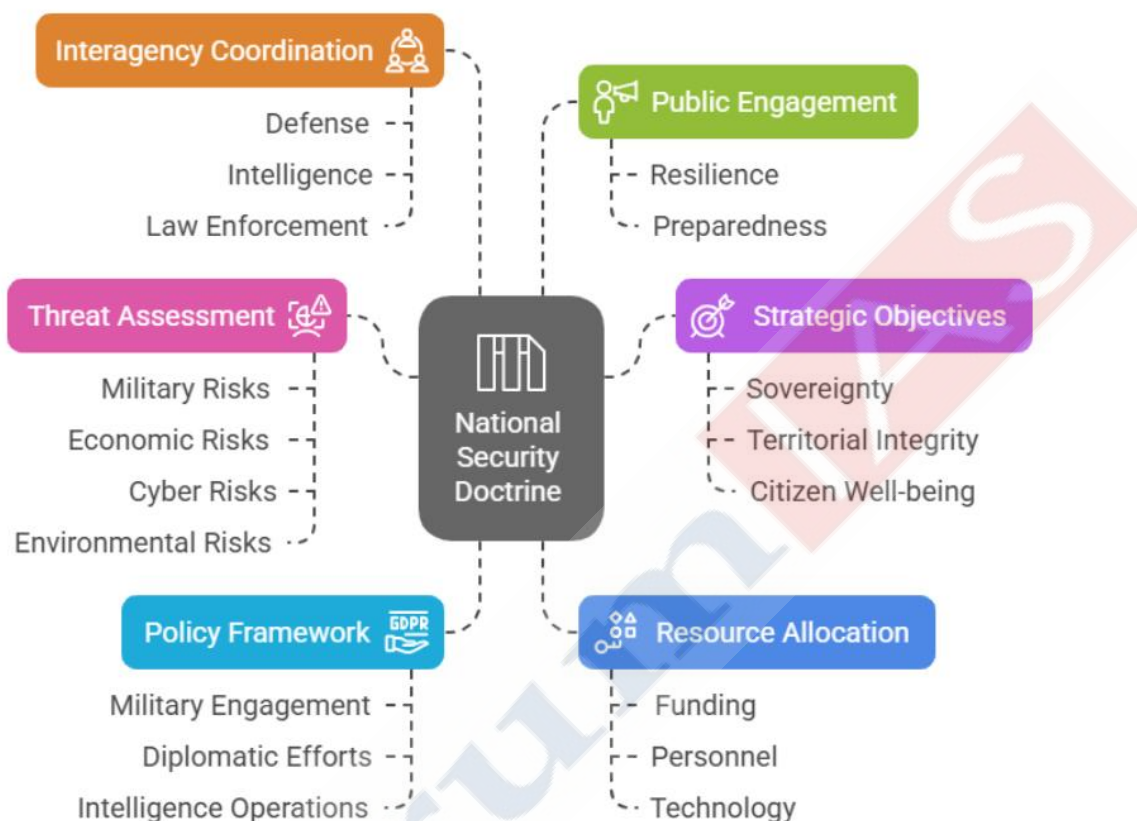 Interagency Coordination
Defense
Intelligence
Law Enforcement
Public Engagement
Resilience
Preparedness
Threat Assessment
Military Risks
Economic Risks
Cyber Risks
Environmental Risks
National
Security
Doctrine
Strategic Objectives
Sovereignty
Territorial Integrity
Citizen Well-being
Policy Framework
GDPR
Military Engagement
Diplomatic Efforts
Intelligence Operations
Resource Allocation
Funding
Personnel
Technology
um IAS